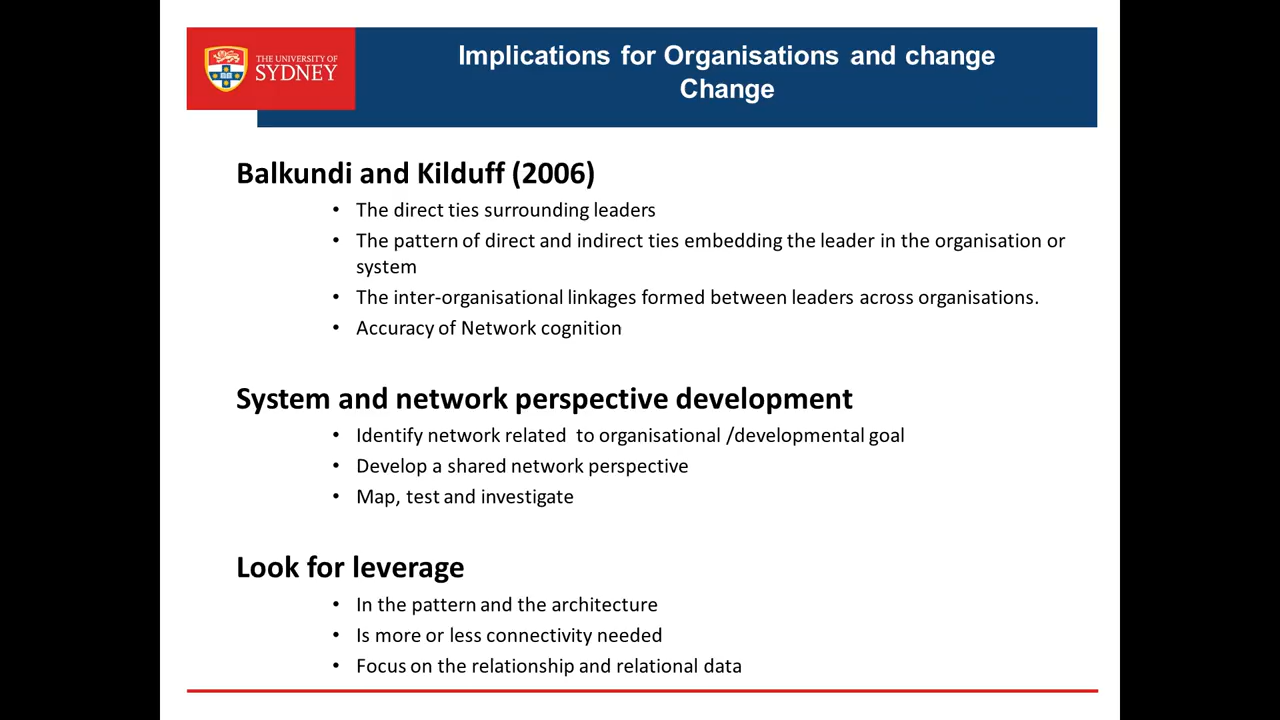 THE UNIVERSITY OF
SYDNEY
Implications for Organisations and change
Change
Balkundi and Kilduff (2006)
• The direct ties surrounding leaders
• The pattern of direct and indirect ties embedding the leader in the organisation or
system
• The inter-organisational linkages formed between leaders across organisations.
• Accuracy of Network cognition
System and network perspective development
• Identify network related to organisational /developmental goal
• Develop a shared network perspective
• Map, test and investigate
Look for leverage
• In the pattern and the architecture
• Is more or less connectivity needed
• Focus on the relationship and relational data